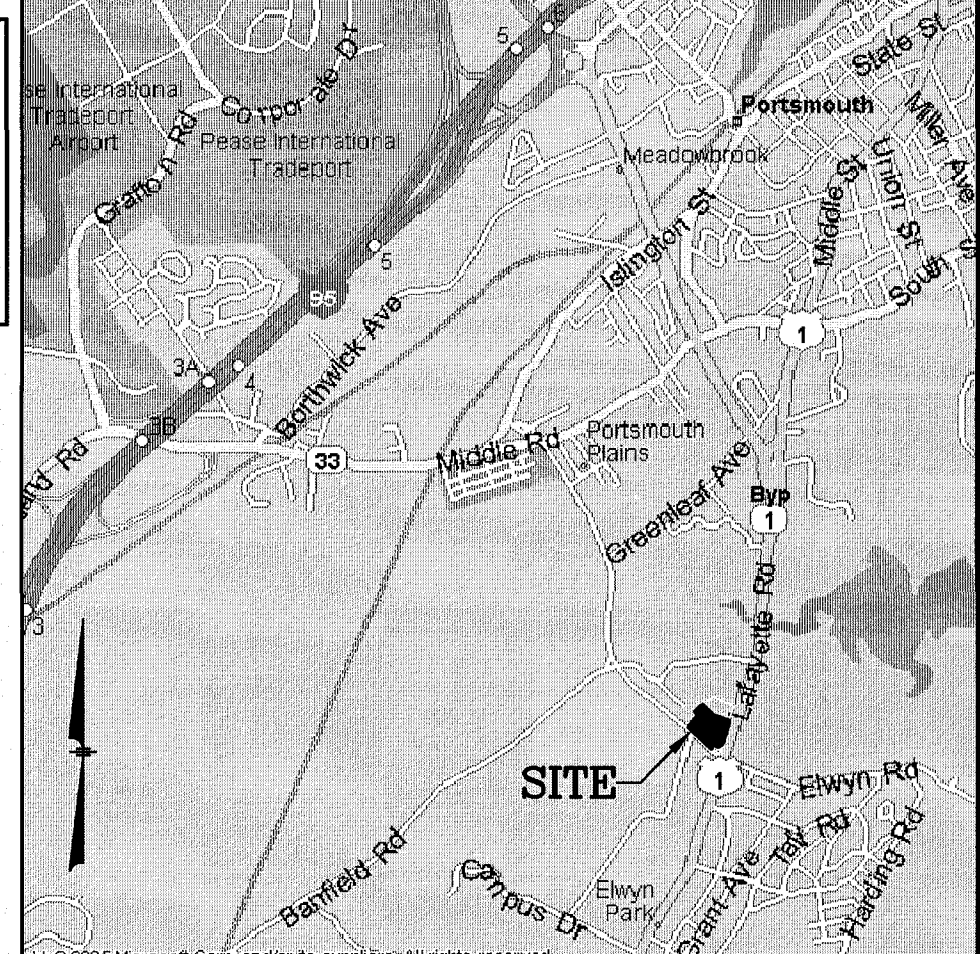 5
6
State St
Corporate Dr
se International
Tradeport
Airport
Portsmouth
Miller Ave
Grafton Rd
Pease International
Tradeport
Meadowbrook
Union St
Middle St
Islington St
5
South
95
1
Borthwick Ave
3A
4
3B
Portsmouth
Plains
Middle Rd
33
and Rd
Greenleaf Ave
Byp
1
3
Lafayette Rd
SITE
1
Elwyn Rd
Taft Rd
Harding Rd
Banfield Rd
Campus Dr
Elwyn
Park
Grant Ave